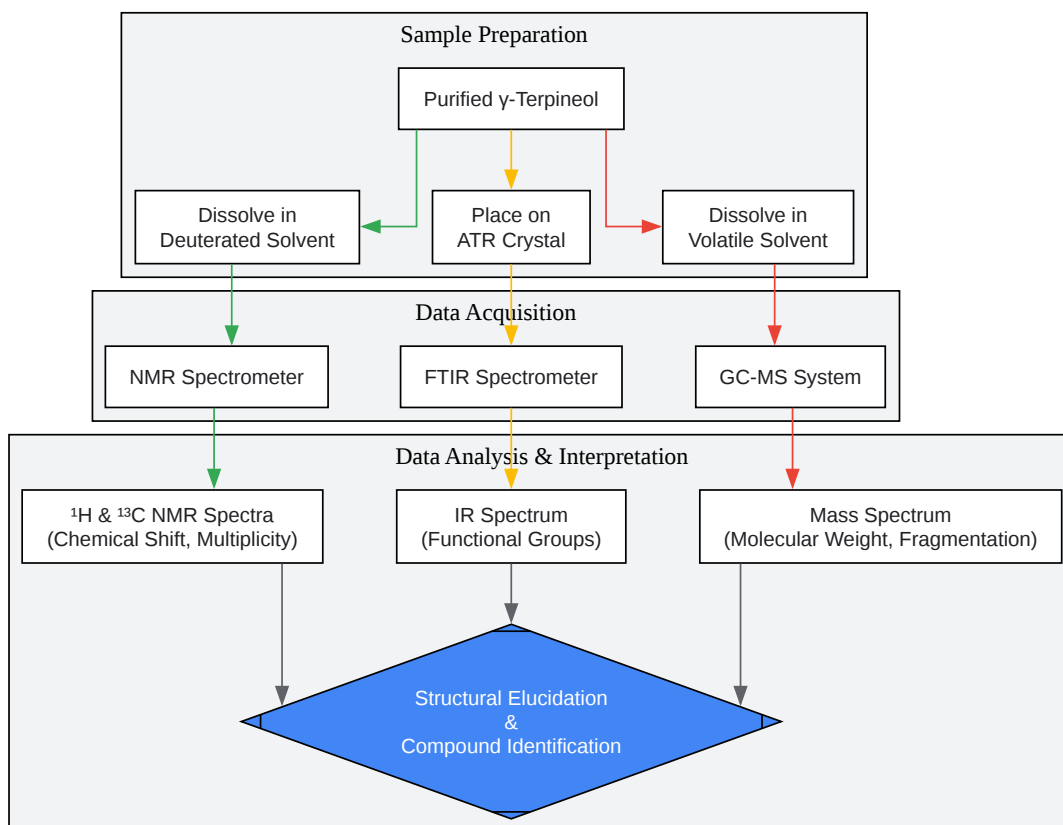 Sample Preparation
Purified γ-Terpineol
Dissolve in
Deuterated Solvent
Place on
ATR Crystal
Dissolve in
Volatile Solvent
Data Acquisition
NMR Spectrometer
FTIR Spectrometer
GC-MS System
Data Analysis & Interpretation
¹H & ¹³C NMR Spectra
(Chemical Shift, Multiplicity)
IR Spectrum
(Functional Groups)
Mass Spectrum
(Molecular Weight, Fragmentation)
Structural Elucidation
&
Compound Identification